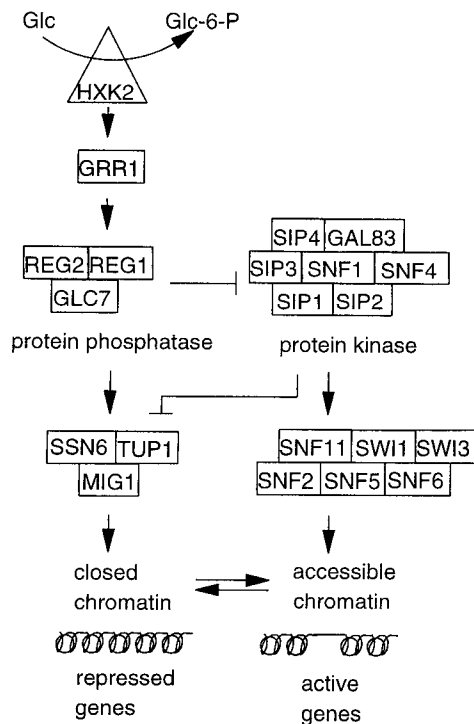 Glc Glc-6-P
HXK2
GRR1
REG2 REG1
GLC7
protein phosphatase
SIP4 GAL83
SIP3 SNF1 SNF4
SIP1 SIP2
protein kinase
SSN6 TUP1
MIG1
SNF11 SWI1 SWI3
SNF2 SNF5 SNF6
closed
chromatin
accessible
chromatin
repressed
genes
active
genes